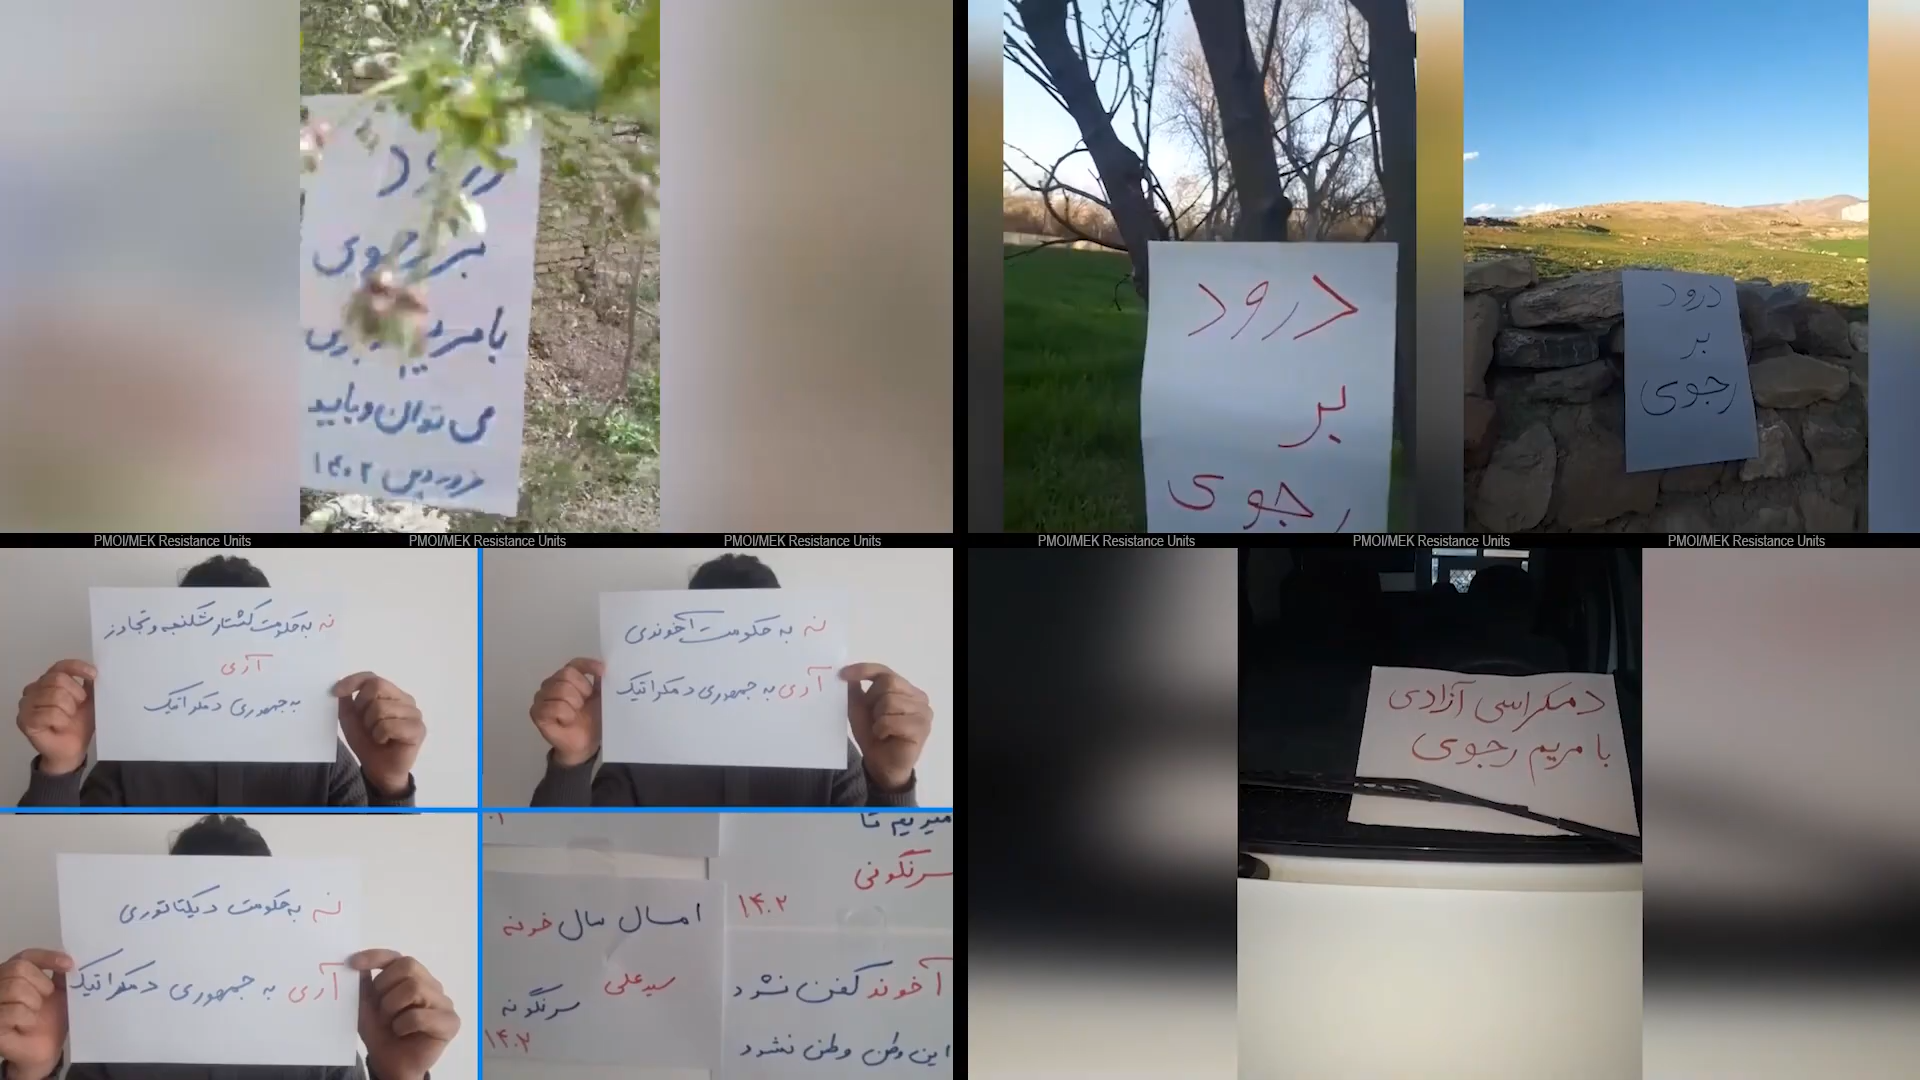 درود
بر رجوی
با مریم رجوی
می توان و باید
فروردین ۱۴۰۲
درود
بر
رجوی
درود
بر
رجوی
PMOI/MEK Resistance Units
PMOI/MEK Resistance Units
PMOI/MEK Resistance Units
PMOI/MEK Resistance Units
PMOI/MEK Resistance Units
PMOI/MEK Resistance Units
نه به حکومت کشتار شکنجه و تجاوز
آری
به جمهوری دمکراتیک
نه به حکومت آخوندی
آری به جمهوری دمکراتیک
دمکراسی آزادی
با مریم رجوی
نه به حکومت دیکتاتوری
آری به جمهوری دمکراتیک
میریم تا
سرنگونی
۱۴۰۲
امسال سال خونه
سیدعلی
سرنگونه
۱۴۰۲
آخوند کفن نشود
این وطن وطن نشود